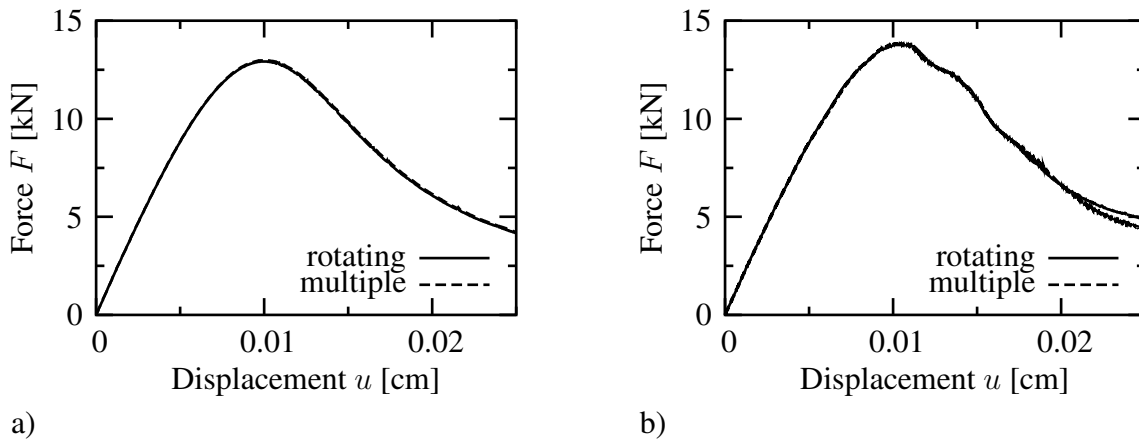 15
10
5
0
Force F [kN]
rotating
multiple
0
0.01
0.02
Displacement u [cm]
a)
15
10
5
0
Force F [kN]
rotating
multiple
0
0.01
0.02
Displacement u [cm]
b)